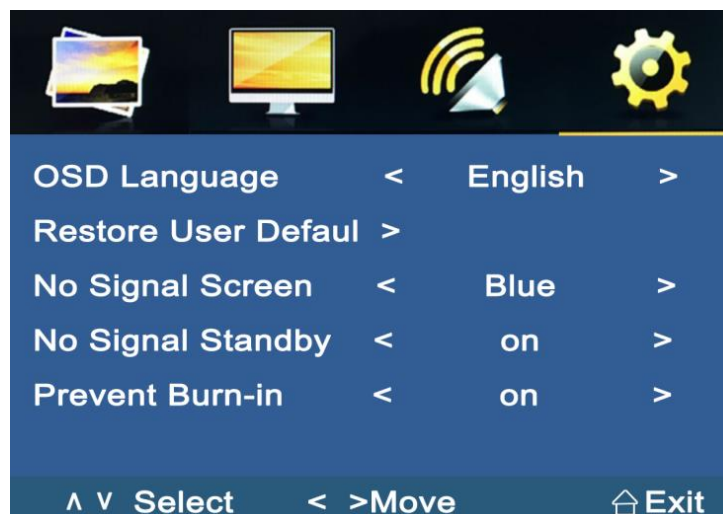 OSD Language < English >
Restore User Defaul >
No Signal Screen < Blue >
No Signal Standby < on >
Prevent Burn-in < on >
∧ ∨ Select < >Move Exit